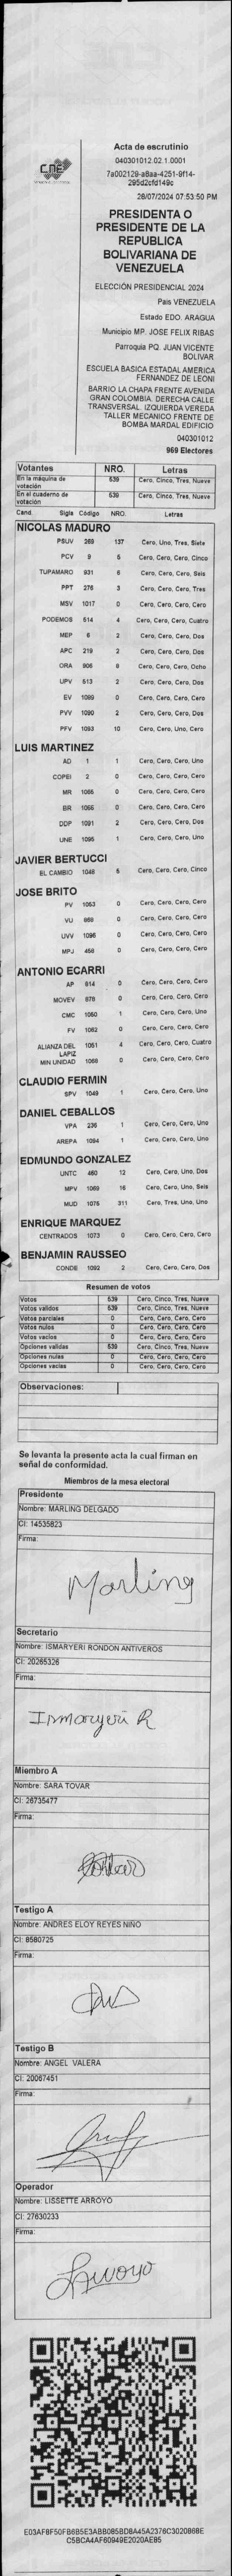 CNE
Acta de escrutinio
040301012.02.1.0001
7a002129-a8aa-4251-9f14-
295d2cfd149c
28/07/2024 07:53:50 PM
PRESIDENTA O
PRESIDENTE DE LA
REPUBLICA
BOLIVARIANA DE
VENEZUELA
ELECCIÓN PRESIDENCIAL 2024
Pais VENEZUELA
Estado EDO. ARAGUA
Municipio MP. JOSE FELIX RIBAS
Parroquia PQ. JUAN VICENTE
BOLIVAR
ESCUELA BASICA ESTADAL AMERICA
FERNANDEZ DE LEONI
BARRIO LA CHAPA FRENTE AVENIDA
GRAN COLOMBIA. DERECHA CALLE
TRANSVERSAL. IZQUIERDA VEREDA
TALLER MECANICO FRENTE DE
BOMBA MARDAL EDIFICIO
040301012
969 Electores
Votantes NRO. Letras
En la máquina de votación 539 Cero, Cinco, Tres, Nueve
En el cuaderno de votación 539 Cero, Cinco, Tres, Nueve
Cand. Sigla Código NRO. Letras
NICOLAS MADURO
PSUV 269 137 Cero, Uno, Tres, Siete
PCV 9 5 Cero, Cero, Cero, Cinco
TUPAMARO 931 6 Cero, Cero, Cero, Seis
PPT 276 3 Cero, Cero, Cero, Tres
MSV 1017 0 Cero, Cero, Cero, Cero
PODEMOS 514 4 Cero, Cero, Cero, Cuatro
MEP 6 2 Cero, Cero, Cero, Dos
APC 219 2 Cero, Cero, Cero, Dos
ORA 906 8 Cero, Cero, Cero, Ocho
UPV 513 2 Cero, Cero, Cero, Dos
EV 1089 0 Cero, Cero, Cero, Cero
PVV 1090 2 Cero, Cero, Cero, Dos
PFV 1093 10 Cero, Cero, Uno, Cero
LUIS MARTINEZ
AD 1 1 Cero, Cero, Cero, Uno
COPEI 2 0 Cero, Cero, Cero, Cero
MR 1065 0 Cero, Cero, Cero, Cero
BR 1066 0 Cero, Cero, Cero, Cero
DDP 1091 2 Cero, Cero, Cero, Dos
UNE 1095 1 Cero, Cero, Cero, Uno
JAVIER BERTUCCI
EL CAMBIO 1048 5 Cero, Cero, Cero, Cinco
JOSE BRITO
PV 1053 0 Cero, Cero, Cero, Cero
VU 868 0 Cero, Cero, Cero, Cero
UVV 1096 0 Cero, Cero, Cero, Cero
MPJ 458 0 Cero, Cero, Cero, Cero
ANTONIO ECARRI
AP 814 0 Cero, Cero, Cero, Cero
MOVEV 878 0 Cero, Cero, Cero, Cero
CMC 1050 1 Cero, Cero, Cero, Uno
FV 1082 0 Cero, Cero, Cero, Cero
ALIANZA DEL LAPIZ 1051 4 Cero, Cero, Cero, Cuatro
MIN UNIDAD 1068 0 Cero, Cero, Cero, Cero
CLAUDIO FERMIN
SPV 1049 1 Cero, Cero, Cero, Uno
DANIEL CEBALLOS
VPA 236 1 Cero, Cero, Cero, Uno
AREPA 1094 1 Cero, Cero, Cero, Uno
EDMUNDO GONZALEZ
UNTC 460 12 Cero, Cero, Uno, Dos
MPV 1069 16 Cero, Cero, Uno, Seis
MUD 1075 311 Cero, Tres, Uno, Uno
ENRIQUE MARQUEZ
CENTRADOS 1073 0 Cero, Cero, Cero, Cero
BENJAMIN RAUSSEO
CONDE 1092 2 Cero, Cero, Cero, Dos
Resumen de votos
Votos 539 Cero, Cinco, Tres, Nueve
Votos validos 539 Cero, Cinco, Tres, Nueve
Votos parciales 0 Cero, Cero, Cero, Cero
Votos nulos 0 Cero, Cero, Cero, Cero
Votos vacios 0 Cero, Cero, Cero, Cero
Opciones validas 539 Cero, Cinco, Tres, Nueve
Opciones nulas 0 Cero, Cero, Cero, Cero
Opciones vacias 0 Cero, Cero, Cero, Cero
Observaciones:
Se levanta la presente acta la cual firman en
señal de conformidad.
Miembros de la mesa electoral
Presidente
Nombre: MARLING DELGADO
CI: 14535823
Firma:
Marling
Secretario
Nombre: ISMARYERI RONDON ANTIVEROS
CI: 20265326
Firma:
Ismaryeri R
Miembro A
Nombre: SARA TOVAR
CI: 26735477
Firma:
Testigo A
Nombre: ANDRES ELOY REYES NIÑO
CI: 8580725
Firma:
Testigo B
Nombre: ANGEL VALERA
CI: 20067451
Firma:
Operador
Nombre: LISSETTE ARROYO
CI: 27630233
Firma:
Arroyo
E03AF8F50FB6B5E3ABB085BD8A45A2376C3020868E
C5BCA4AF60949E2020AE85